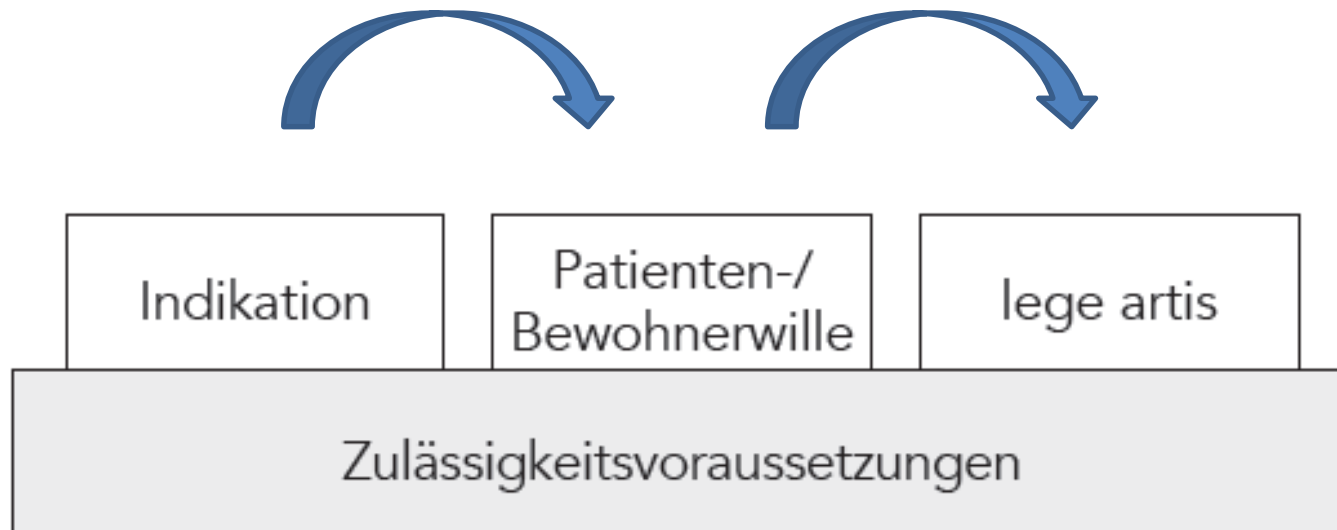 Indikation
Patienten-/
Bewohnerwille
lege artis
Zulässigkeitsvoraussetzungen